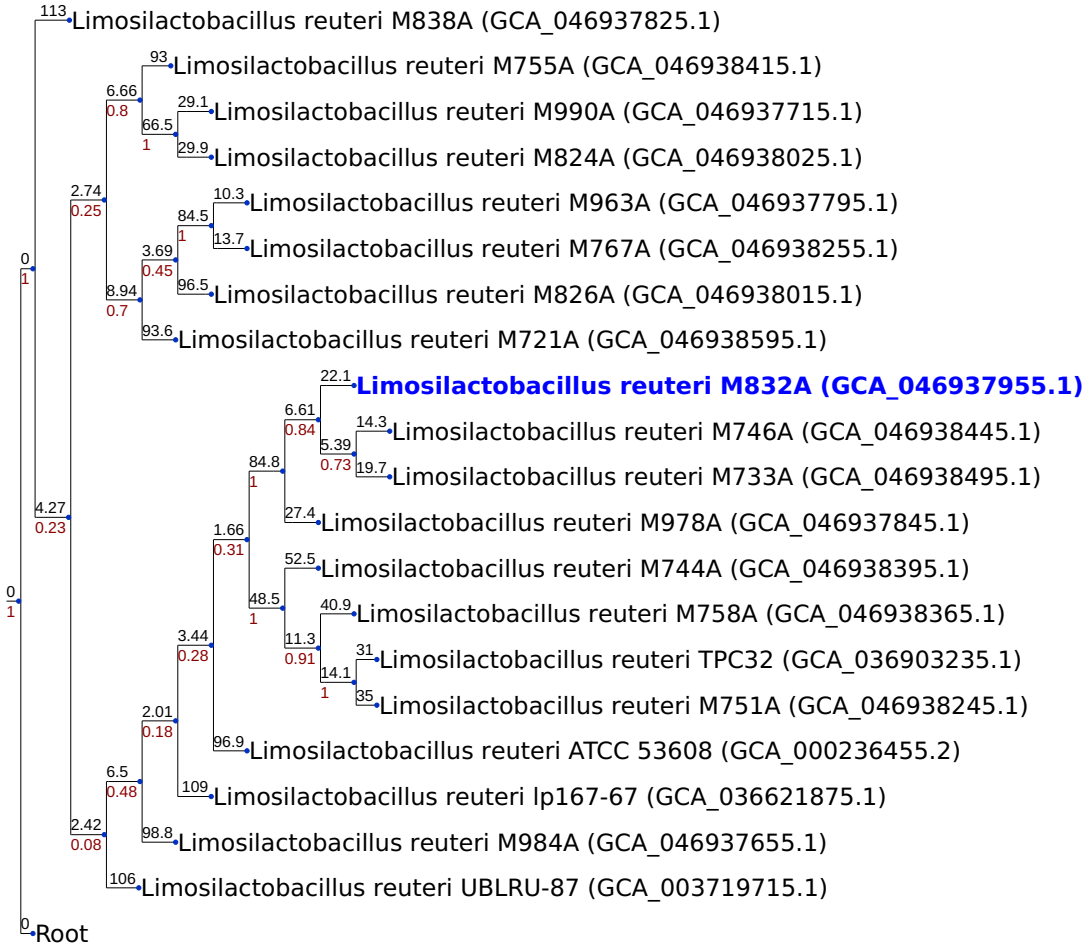 113 Limosilactobacillus reuteri M838A (GCA_046937825.1)
93 Limosilactobacillus reuteri M755A (GCA_046938415.1)
6.66
0.8
29.1 Limosilactobacillus reuteri M990A (GCA_046937715.1)
66.5
1
29.9 Limosilactobacillus reuteri M824A (GCA_046938025.1)
2.74
0.25
10.3 Limosilactobacillus reuteri M963A (GCA_046937795.1)
84.5
1
13.7 Limosilactobacillus reuteri M767A (GCA_046938255.1)
3.69
0.45
0
1
96.5 Limosilactobacillus reuteri M826A (GCA_046938015.1)
8.94
0.7
93.6 Limosilactobacillus reuteri M721A (GCA_046938595.1)
22.1 Limosilactobacillus reuteri M832A (GCA_046937955.1)
6.61
0.84
14.3 Limosilactobacillus reuteri M746A (GCA_046938445.1)
5.39
0.73
19.7 Limosilactobacillus reuteri M733A (GCA_046938495.1)
84.8
1
27.4 Limosilactobacillus reuteri M978A (GCA_046937845.1)
4.27
0.23
1.66
0.31
52.5 Limosilactobacillus reuteri M744A (GCA_046938395.1)
48.5
1
40.9 Limosilactobacillus reuteri M758A (GCA_046938365.1)
0
1
11.3
0.91
31 Limosilactobacillus reuteri TPC32 (GCA_036903235.1)
14.1
1
35 Limosilactobacillus reuteri M751A (GCA_046938245.1)
3.44
0.28
96.9 Limosilactobacillus reuteri ATCC 53608 (GCA_000236455.2)
2.01
0.18
109 Limosilactobacillus reuteri lp167-67 (GCA_036621875.1)
6.5
0.48
98.8 Limosilactobacillus reuteri M984A (GCA_046937655.1)
2.42
0.08
106 Limosilactobacillus reuteri UBLRU-87 (GCA_003719715.1)
0 Root